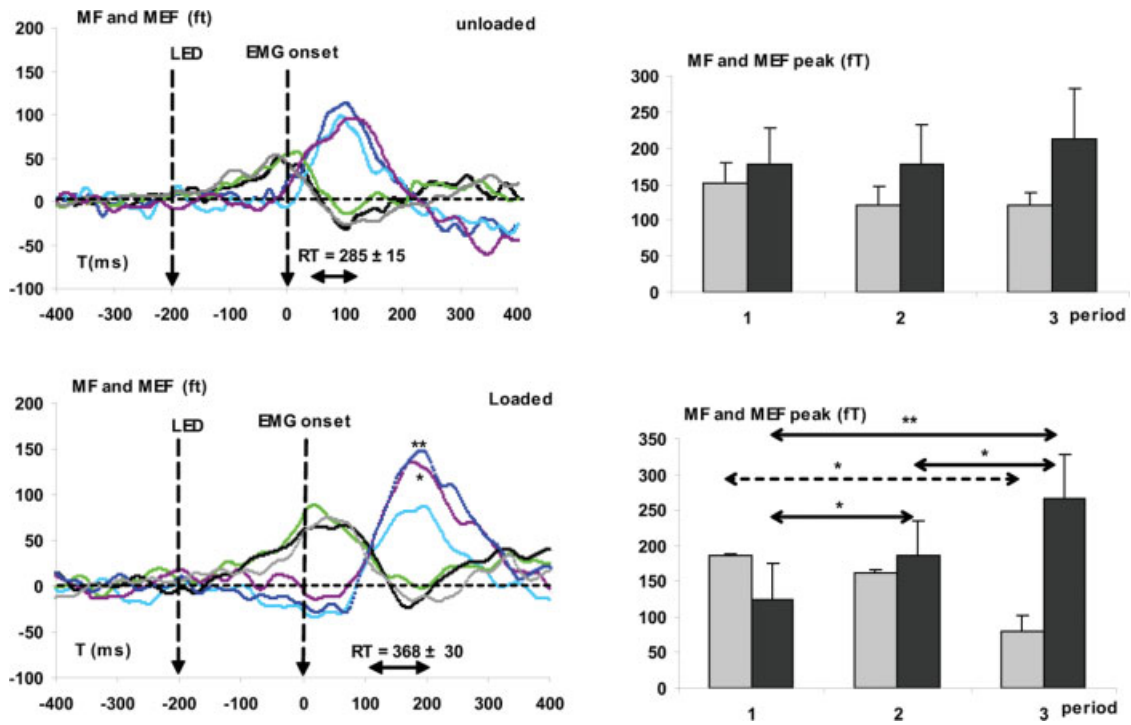 MF and MEF (ft)
unloaded
LED
EMG onset
200
150
100
50
0
-50
-100
T(ms)
RT = 285 ± 15
-400 -300 -200 -100 0 100 200 300 400
MF and MEF peak (fT)
300
250
200
150
100
50
0
1 2 3 period
MF and MEF (ft)
Loaded
LED
EMG onset
200
150
100
50
0
-50
-100
**
*
T (ms)
RT = 368 ± 30
-400 -300 -200 -100 0 100 200 300 400
MF and MEF peak (fT)
350
300
250
200
150
100
50
0
**
*
*
*
1 2 3 period